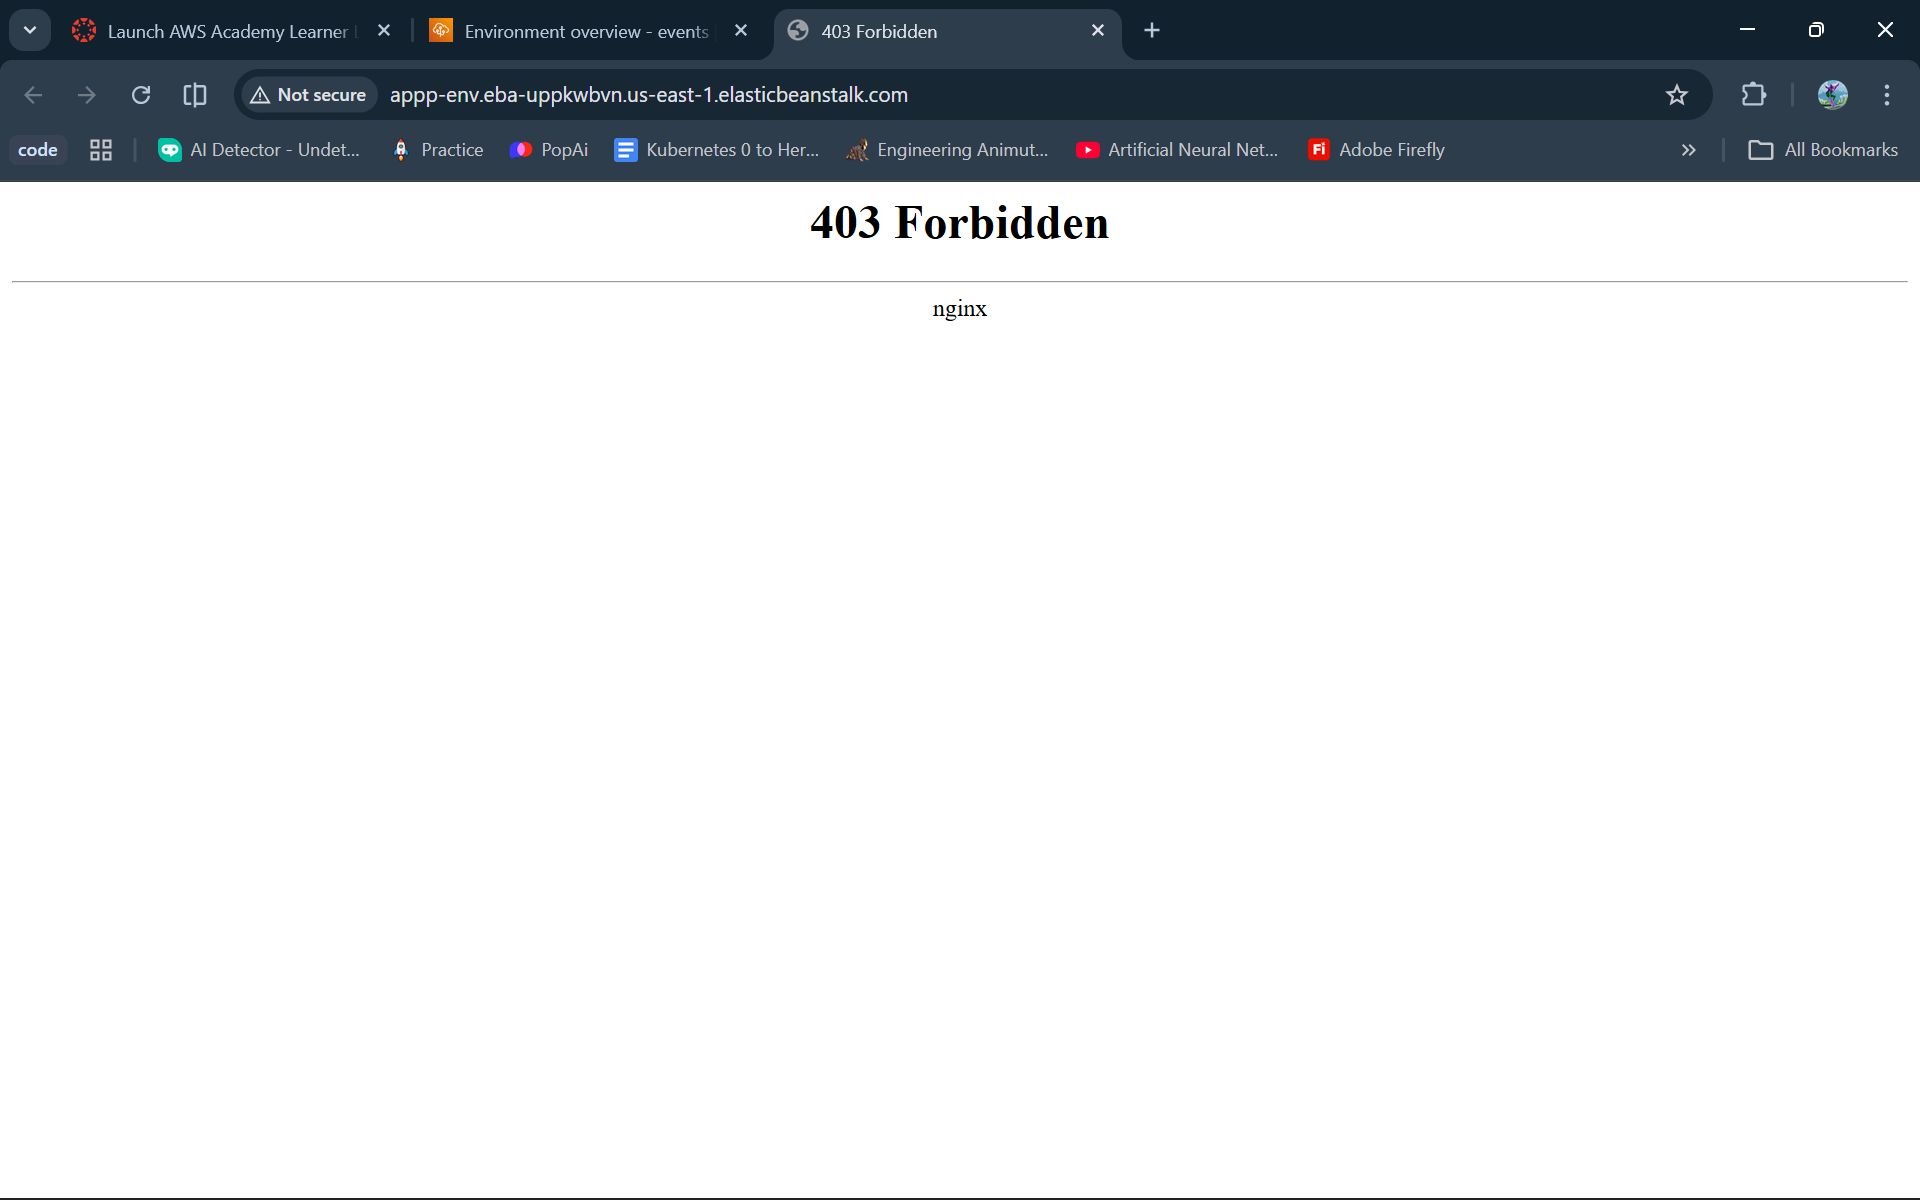 Launch AWS Academy Learner
Environment overview - events
403 Forbidden
Not secure
appp-env.eba-uppkwbvn.us-east-1.elasticbeanstalk.com
code
AI Detector - Undet...
Practice
PopAi
Kubernetes 0 to Her...
Engineering Animut...
Artificial Neural Net...
Fi
Adobe Firefly
All Bookmarks
403 Forbidden
nginx